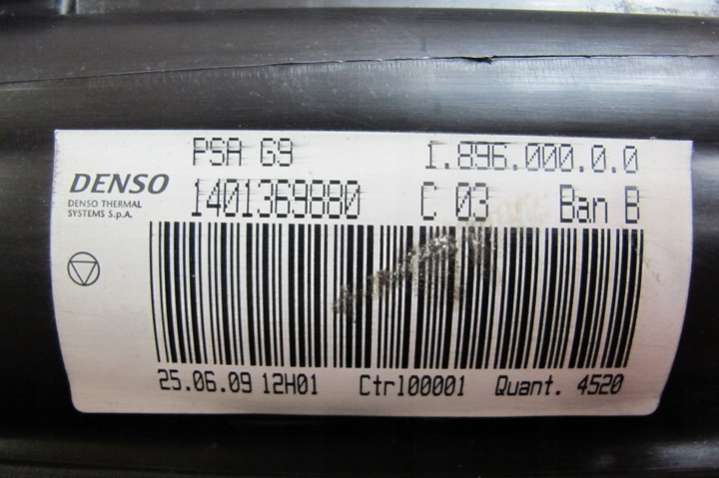 PSA G9 1.896.000.0.0
DENSO 1401369880 C 03 Ban B
DENSO THERMAL
SYSTEMS S.p.A.
25.06.09 12H01 Ctrl00001 Quant. 4520